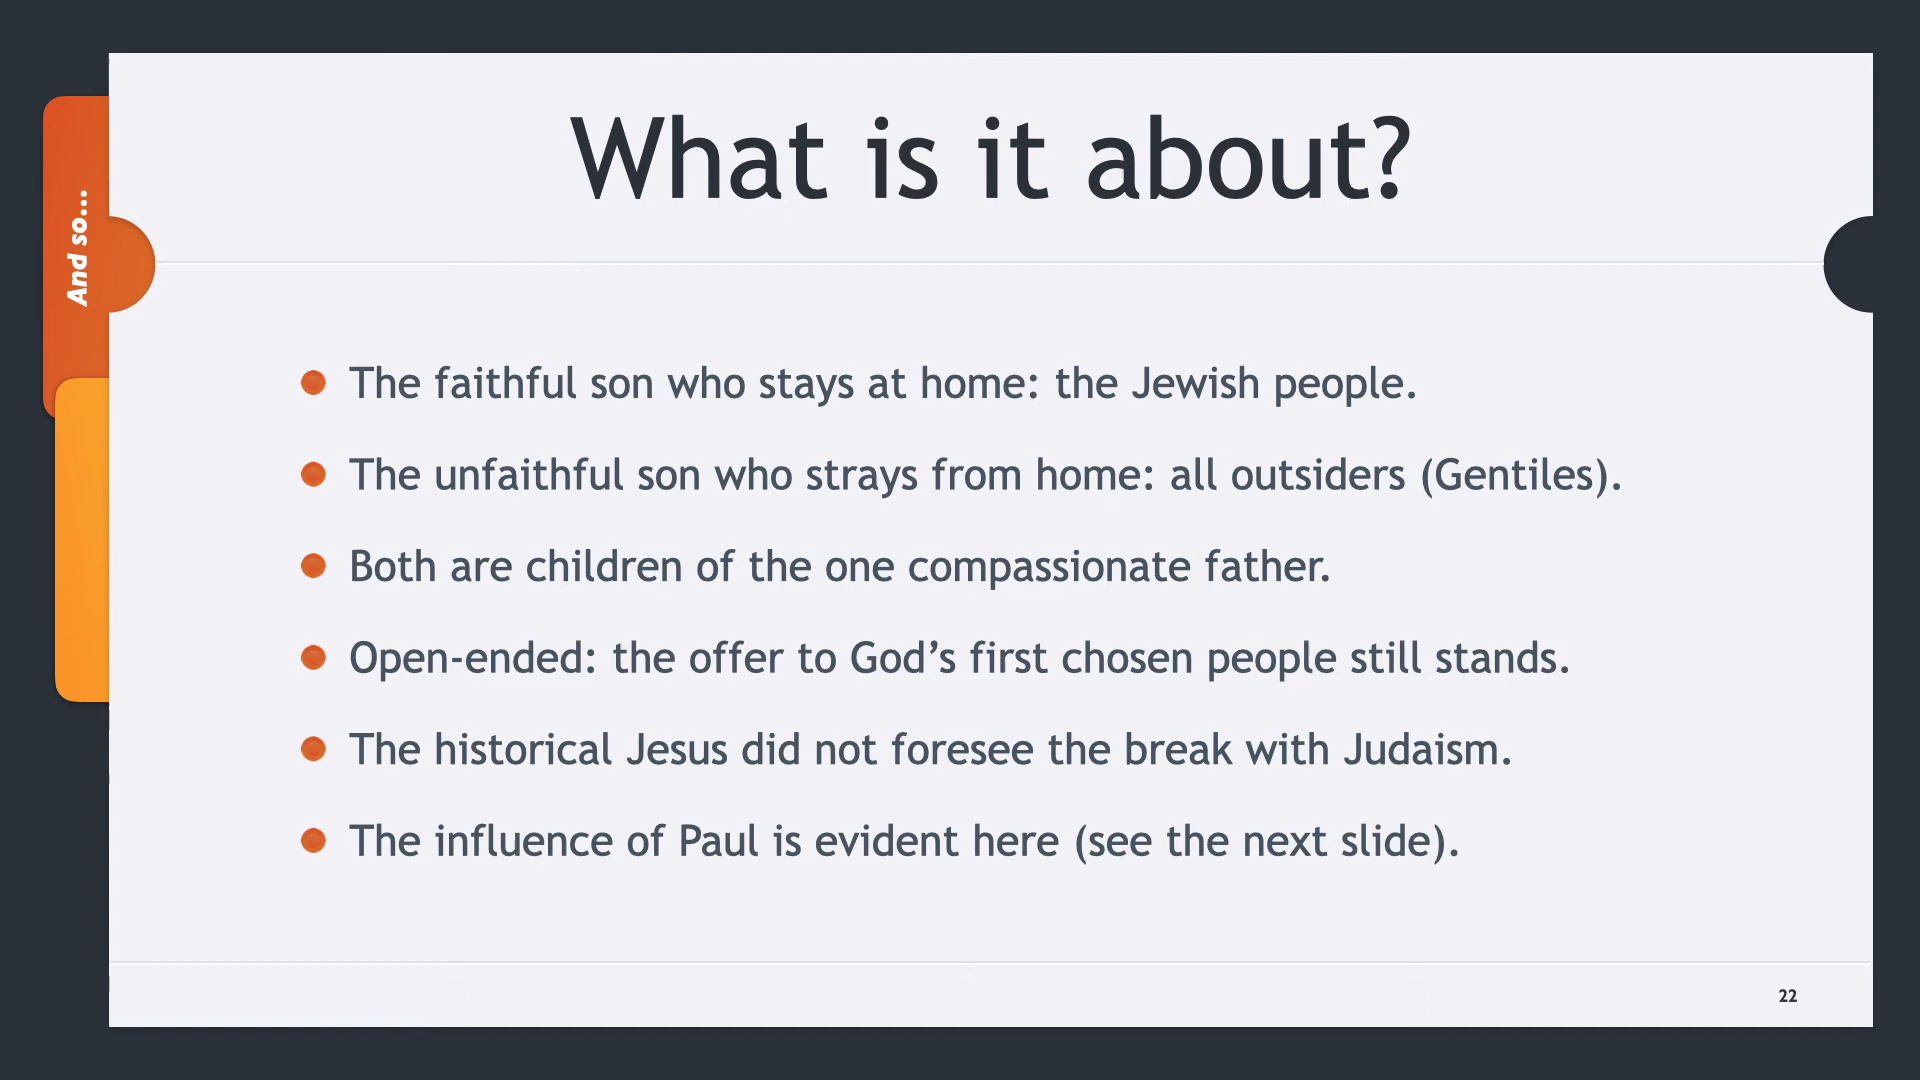 What is it about?
And so...
The faithful son who stays at home: the Jewish people.
The unfaithful son who strays from home: all outsiders (Gentiles).
Both are children of the one compassionate father.
Open-ended: the offer to God’s first chosen people still stands.
The historical Jesus did not foresee the break with Judaism.
The influence of Paul is evident here (see the next slide).
22